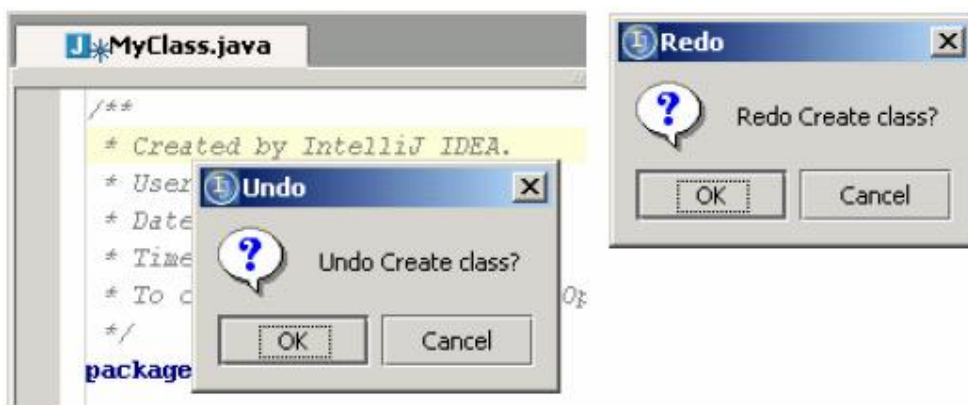 MyClass.java
/**
* Created by IntelliJ IDEA.
* User
* Date
* Time
* To c
*/
package
Undo
Undo Create class?
OK
Cancel
Redo
Redo Create class?
OK
Cancel